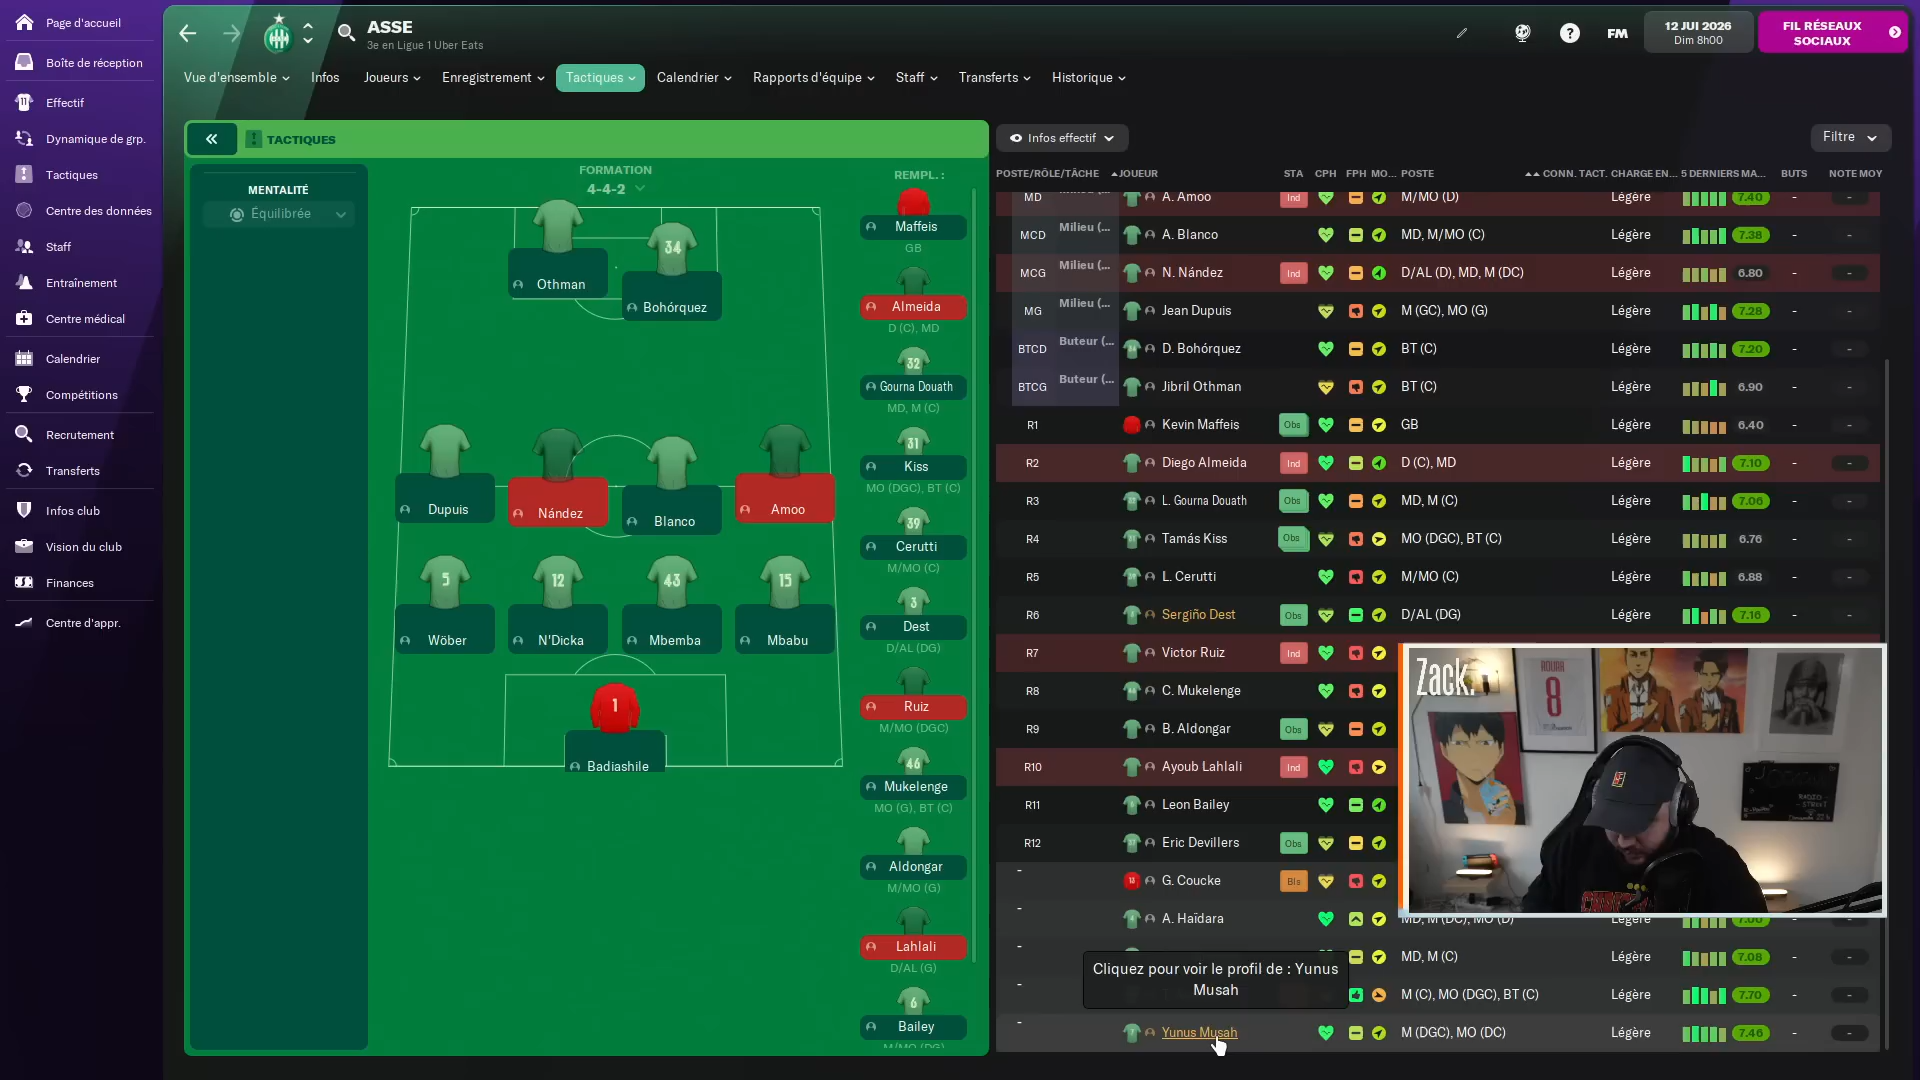 Page d'accueil
Boîte de réception
Effectif
Dynamique de grp.
Tactiques
Centre des données
Staff
Entraînement
Centre médical
Calendrier
Compétitions
Recrutement
Transferts
Infos club
Vision du club
Finances
Centre d'appr.
ASSE
3e en Ligue 1 Uber Eats
FM
12 JUI 2026
Dim 8h00
FIL RÉSEAUX SOCIAUX
Vue d'ensemble Infos Joueurs Enregistrement Tactiques Calendrier Rapports d'équipe Staff Transferts Historique
TACTIQUES
MENTALITÉ
Équilibrée
FORMATION
4-4-2
Othman
34
Bohórquez
Dupuis
Nández
Blanco
Amoo
5
Wöber
12
N'Dicka
43
Mbemba
15
Mbabu
1
Badiashile
REMPL. :
Maffeis
GB
Almeida
D (C), MD
32
Gourna Douath
MD, M (C)
31
Kiss
MO (DGC), BT (C)
39
Cerutti
M/MO (C)
3
Dest
D/AL (DG)
Ruiz
M/MO (DGC)
46
Mukelenge
MO (G), BT (C)
Aldongar
M/MO (G)
Lahlali
D/AL (G)
6
Bailey
M/MO (DG)
Infos effectif
Filtre
POSTE/RÔLE/TÂCHE JOUEUR STA CPH FPH MO... POSTE CONN. TACT. CHARGE EN... 5 DERNIERS MA... BUTS NOTE MOY
MD A. Amoo Ind M/MO (D) Légère 7.40 - -
MCD Milieu (... A. Blanco MD, M/MO (C) Légère 7.38 - -
MCG Milieu (... N. Nández Ind D/AL (D), MD, M (DC) Légère 6.80 - -
MG Milieu (... Jean Dupuis M (GC), MO (G) Légère 7.28 - -
BTCD Buteur (... D. Bohórquez BT (C) Légère 7.20 - -
BTCG Buteur (... Jibril Othman BT (C) Légère 6.90 - -
R1 Kevin Maffeis Obs GB Légère 6.40 - -
R2 Diego Almeida Ind D (C), MD Légère 7.10 - -
R3 L. Gourna Douath Obs MD, M (C) Légère 7.06 - -
R4 Tamás Kiss Obs MO (DGC), BT (C) Légère 6.76 - -
R5 L. Cerutti M/MO (C) Légère 6.88 - -
R6 Sergiño Dest Obs D/AL (DG) Légère 7.16 - -
R7 Victor Ruiz Ind
R8 C. Mukelenge
R9 B. Aldongar Obs
R10 Ayoub Lahlali Ind
R11 Leon Bailey
R12 Eric Devillers Obs
- G. Coucke Bls
- A. Haïdara MD, M (DC), MO (D) Légère 7.00 - -
- MD, M (C) Légère 7.08 - -
- M (C), MO (DGC), BT (C) Légère 7.70 - -
- Yunus Musah M (DGC), MO (DC) Légère 7.46 - -
Cliquez pour voir le profil de : Yunus
Musah
Zack.
ROUAH
8